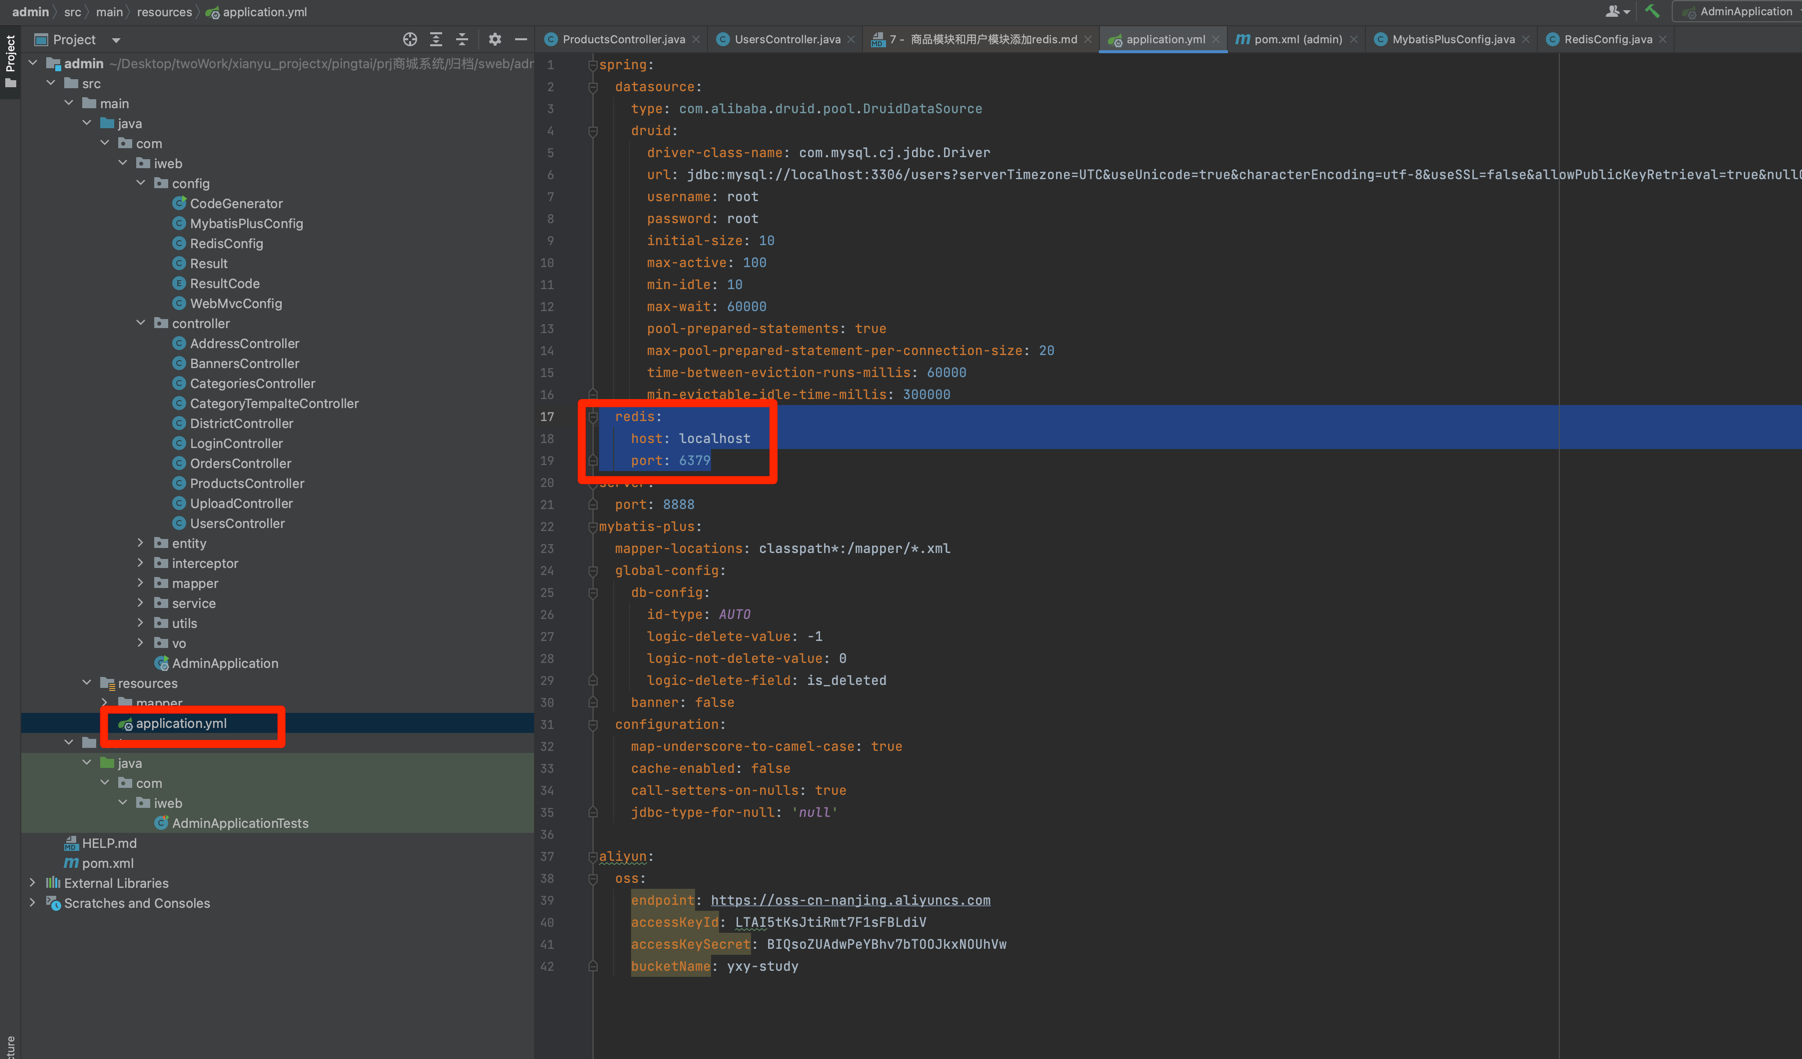 admin > src > main > resources > application.yml
AdminApplication
Project
Project
ProductsController.java
UsersController.java
7 - 商品模块和用户模块添加redis.md
application.yml
pom.xml (admin)
MybatisPlusConfig.java
RedisConfig.java
admin ~/Desktop/twoWork/xianyu_projectx/pingtai/prj商城系统/归档/sweb/adr
src
main
java
com
iweb
config
CodeGenerator
MybatisPlusConfig
RedisConfig
Result
ResultCode
WebMvcConfig
controller
AddressController
BannersController
CategoriesController
CategoryTempalteController
DistrictController
LoginController
OrdersController
ProductsController
UploadController
UsersController
entity
interceptor
mapper
service
utils
vo
AdminApplication
resources
mapper
application.yml
java
com
iweb
AdminApplicationTests
HELP.md
pom.xml
External Libraries
Scratches and Consoles
1 spring:
2 datasource:
3 type: com.alibaba.druid.pool.DruidDataSource
4 druid:
5 driver-class-name: com.mysql.cj.jdbc.Driver
6 url: jdbc:mysql://localhost:3306/users?serverTimezone=UTC&useUnicode=true&characterEncoding=utf-8&useSSL=false&allowPublicKeyRetrieval=true&null
7 username: root
8 password: root
9 initial-size: 10
10 max-active: 100
11 min-idle: 10
12 max-wait: 60000
13 pool-prepared-statements: true
14 max-pool-prepared-statement-per-connection-size: 20
15 time-between-eviction-runs-millis: 60000
16 min-evictable-idle-time-millis: 300000
17 redis:
18 host: localhost
19 port: 6379
20 server:
21 port: 8888
22 mybatis-plus:
23 mapper-locations: classpath*:/mapper/*.xml
24 global-config:
25 db-config:
26 id-type: AUTO
27 logic-delete-value: -1
28 logic-not-delete-value: 0
29 logic-delete-field: is_deleted
30 banner: false
31 configuration:
32 map-underscore-to-camel-case: true
33 cache-enabled: false
34 call-setters-on-nulls: true
35 jdbc-type-for-null: 'null'
36
37 aliyun:
38 oss:
39 endpoint: https://oss-cn-nanjing.aliyuncs.com
40 accessKeyId: LTAI5tKsJtiRmt7F1sFBLdiV
41 accessKeySecret: BIQsoZUAdwPeYBhv7bTOOJkxNOUhVw
42 bucketName: yxy-study